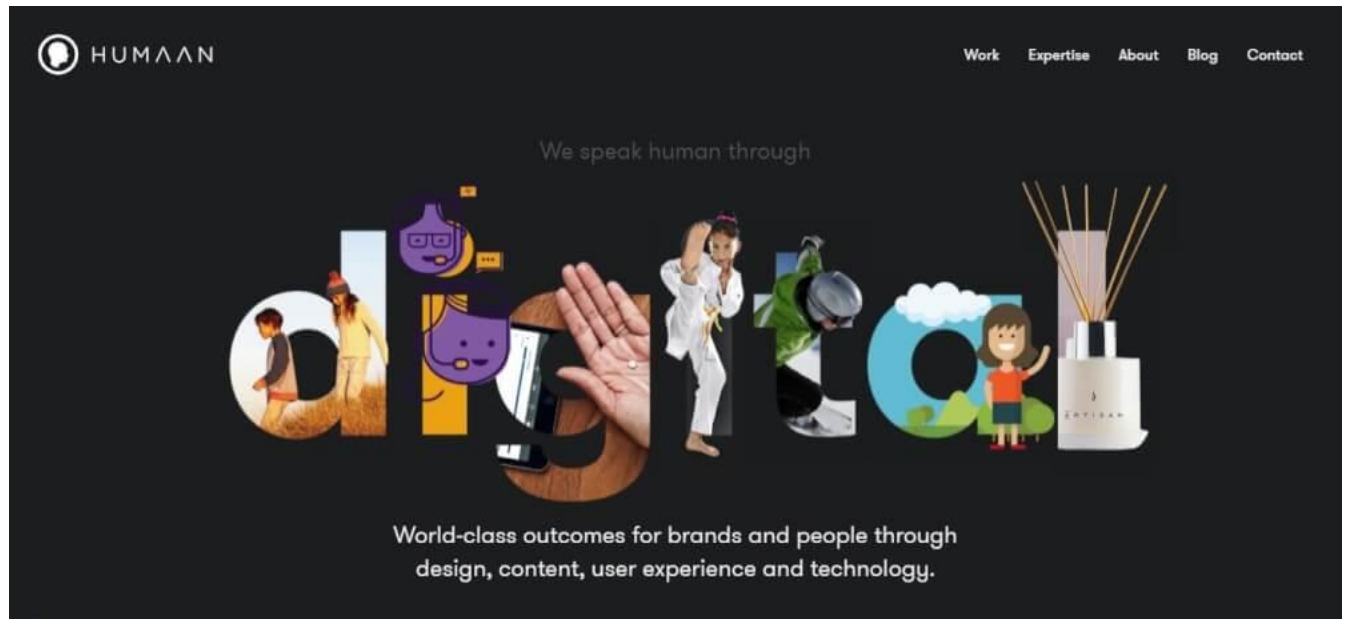 HUMAAN
Work Expertise About Blog Contact
We speak human through
digital
ARTISAN
World-class outcomes for brands and people through
design, content, user experience and technology.